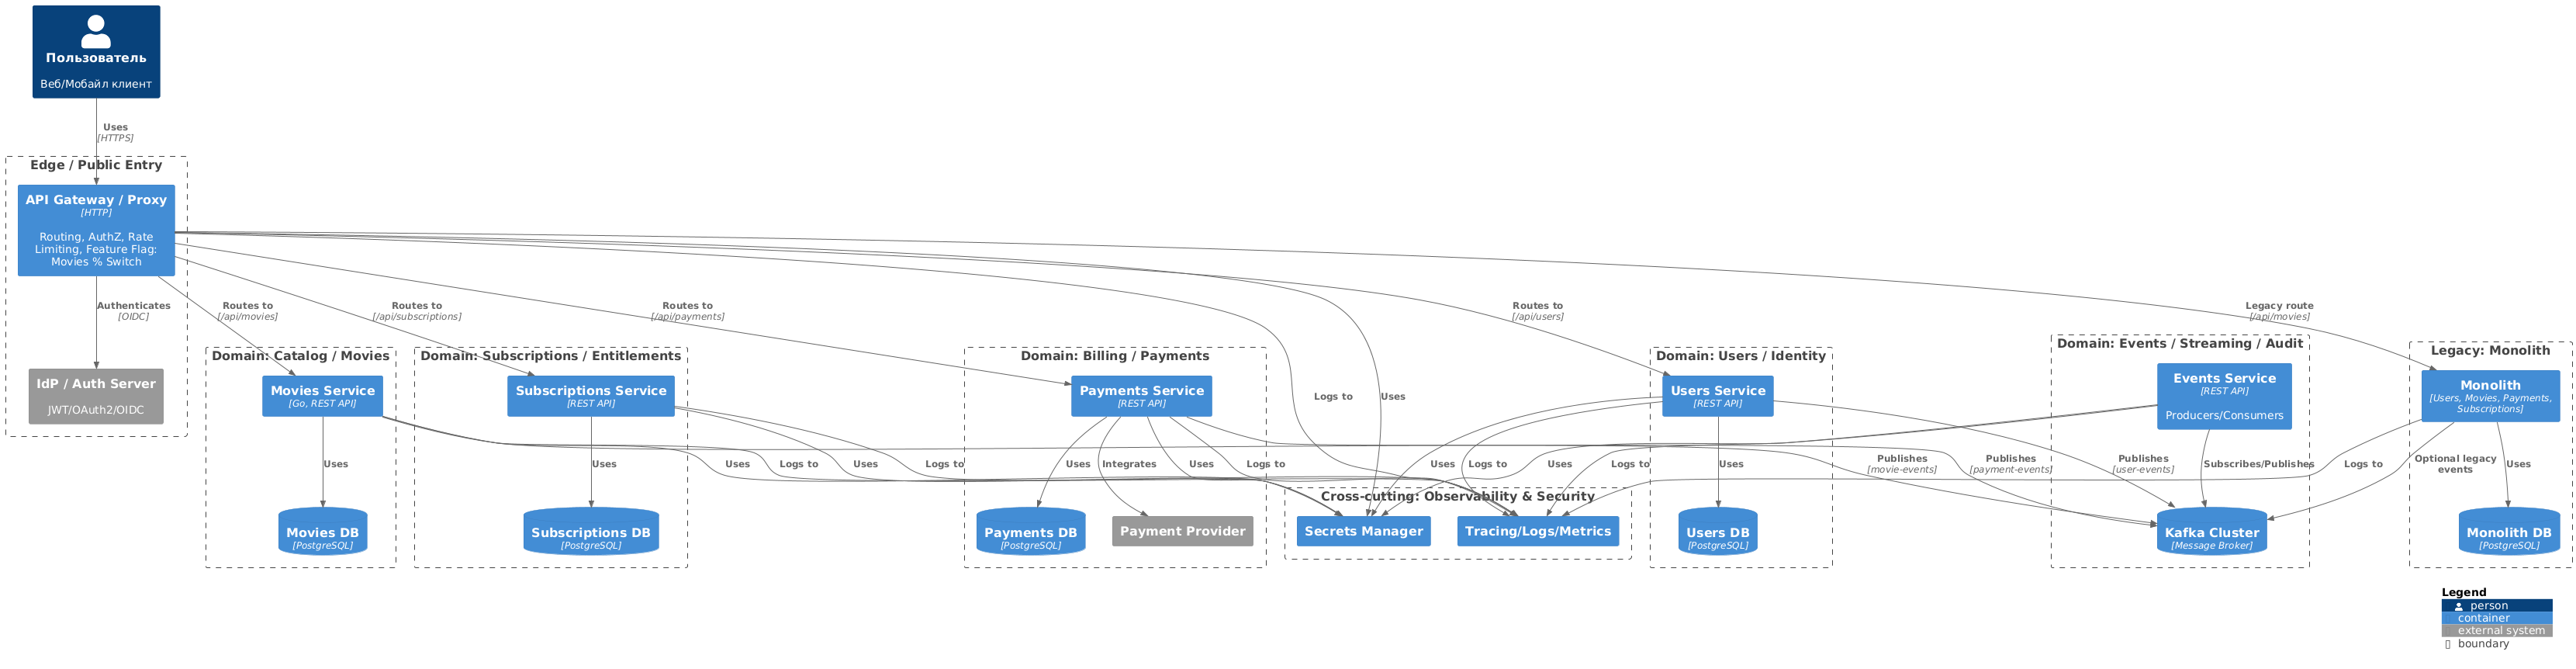 Пользователь
Веб/Мобайл клиент
Uses
[HTTPS]
Edge / Public Entry
API Gateway / Proxy
[HTTP]
Routing, AuthZ, Rate
Limiting, Feature Flag:
Movies % Switch
Authenticates
[OIDC]
Routes to
[/api/movies]
Routes to
[/api/subscriptions]
Routes to
[/api/payments]
Logs to
Uses
Routes to
[/api/users]
Legacy route
[/api/movies]
IdP / Auth Server
JWT/OAuth2/OIDC
Domain: Catalog / Movies
Movies Service
[Go, REST API]
Uses
Movies DB
[PostgreSQL]
Domain: Subscriptions / Entitlements
Subscriptions Service
[REST API]
Uses
Subscriptions DB
[PostgreSQL]
Uses
Logs to
Uses
Logs to
Domain: Billing / Payments
Payments Service
[REST API]
Uses
Integrates
Uses
Logs to
Payments DB
[PostgreSQL]
Payment Provider
Cross-cutting: Observability & Security
Secrets Manager
Tracing/Logs/Metrics
Uses
Logs to
Uses
Logs to
Domain: Users / Identity
Users Service
[REST API]
Uses
Users DB
[PostgreSQL]
Publishes
[movie-events]
Publishes
[payment-events]
Publishes
[user-events]
Domain: Events / Streaming / Audit
Events Service
[REST API]
Producers/Consumers
Subscribes/Publishes
Kafka Cluster
[Message Broker]
Logs to
Optional legacy
events
Legacy: Monolith
Monolith
[Users, Movies, Payments,
Subscriptions]
Uses
Monolith DB
[PostgreSQL]
Legend
person
container
external system
boundary